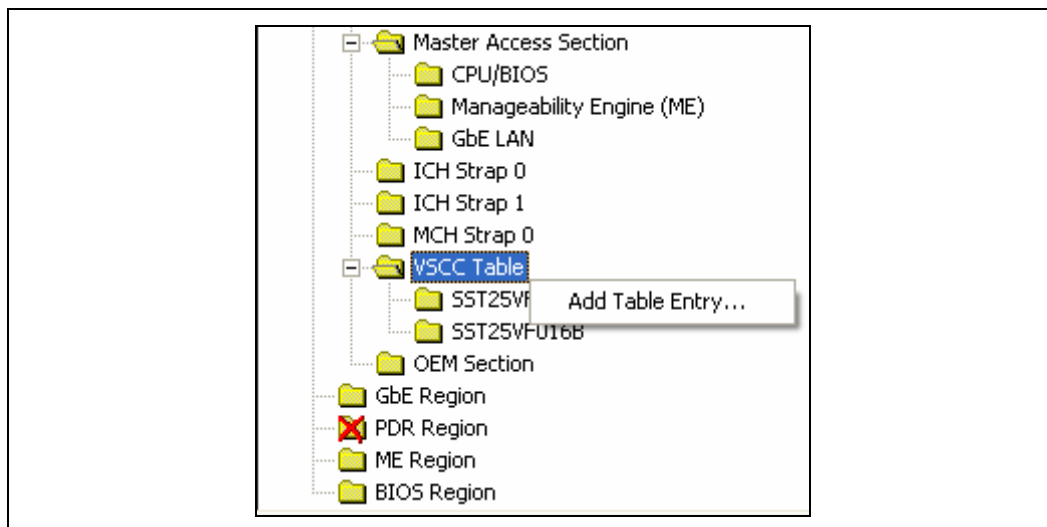 Master Access Section
CPU/BIOS
Manageability Engine (ME)
GbE LAN
ICH Strap 0
ICH Strap 1
MCH Strap 0
VSCC Table
Add Table Entry...
SST25VF016B
OEM Section
GbE Region
PDR Region
ME Region
BIOS Region